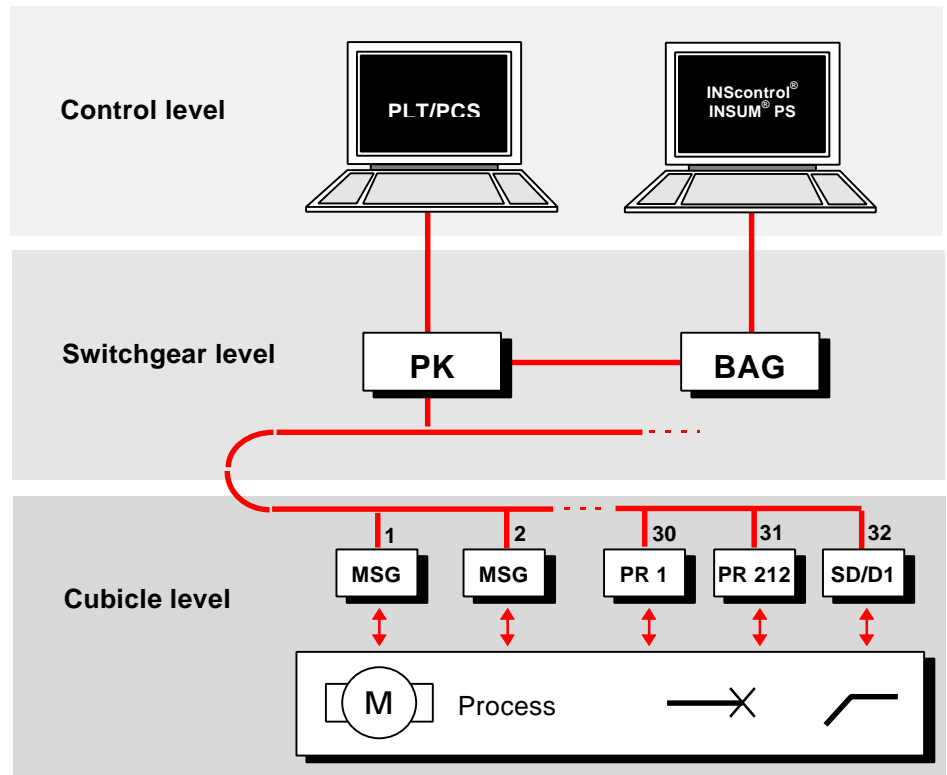 Control level
PLT/PCS
INScontrol®
INSUM® PS
Switchgear level
PK
BAG
Cubicle level
1
2
30
31
32
MSG
MSG
PR 1
PR 212
SD/D1
M
Process